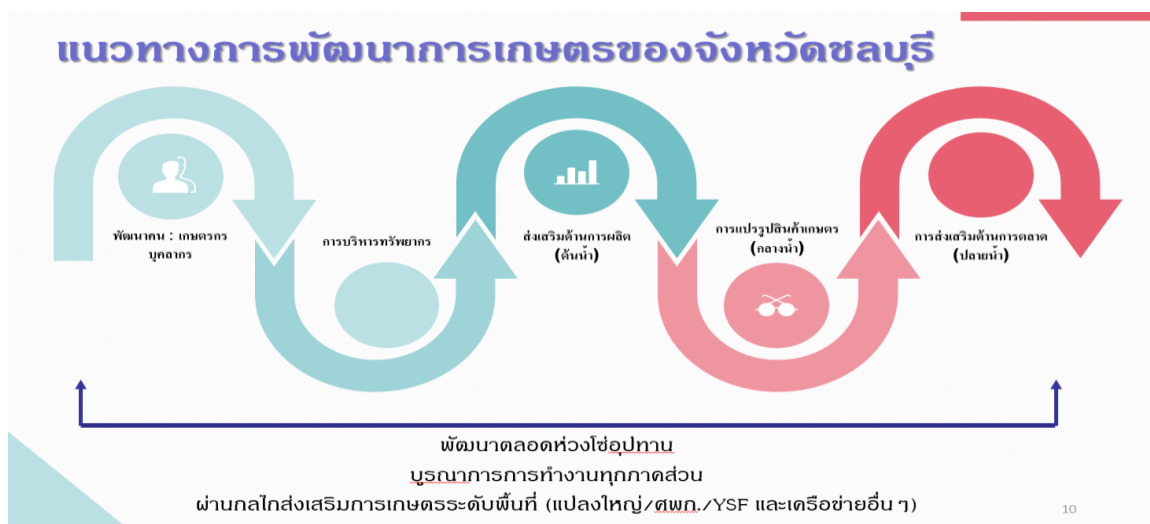 แนวทางการพัฒนาการเกษตรของจังหวัดชลบุรี
พัฒนาคน : เกษตรกร
บุคลากร
การบริหารทรัพยากร
ส่งเสริมด้านการผลิต
(ต้นน้ำ)
การแปรรูปสินค้าเกษตร
(กลางน้ำ)
การส่งเสริมด้านการตลาด
(ปลายน้ำ)
พัฒนาตลอดห่วงโซ่อุปทาน
บูรณาการการทำงานทุกภาคส่วน
ผ่านกลไกส่งเสริมการเกษตรระดับพื้นที่ (แปลงใหญ่/ศพก./YSF และเครือข่ายอื่น ๆ)
10